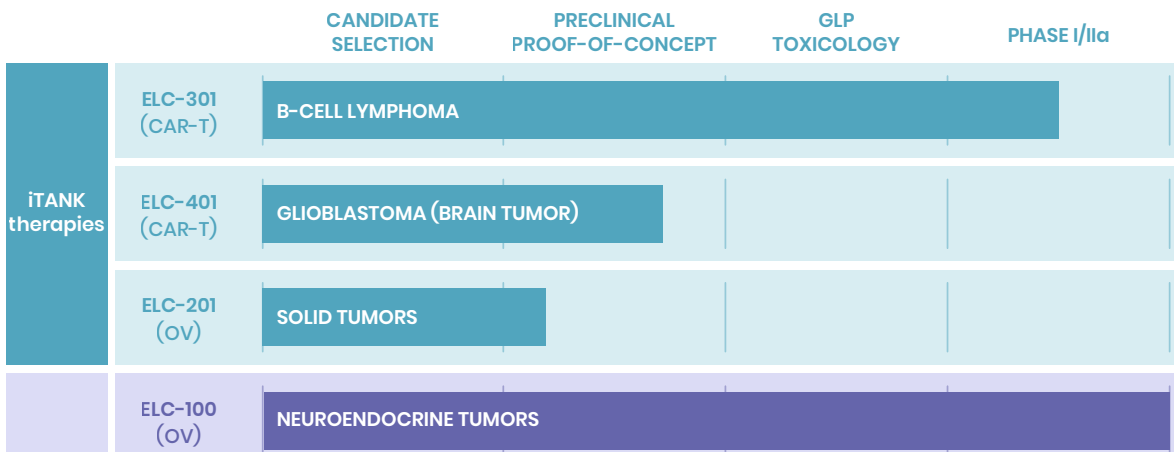 CANDIDATE
SELECTION
PRECLINICAL
PROOF-OF-CONCEPT
GLP
TOXICOLOGY
PHASE I/IIa
iTANK
therapies
ELC-301
(CAR-T)
B-CELL LYMPHOMA
ELC-401
(CAR-T)
GLIOBLASTOMA (BRAIN TUMOR)
ELC-201
(OV)
SOLID TUMORS
ELC-100
(OV)
NEUROENDOCRINE TUMORS